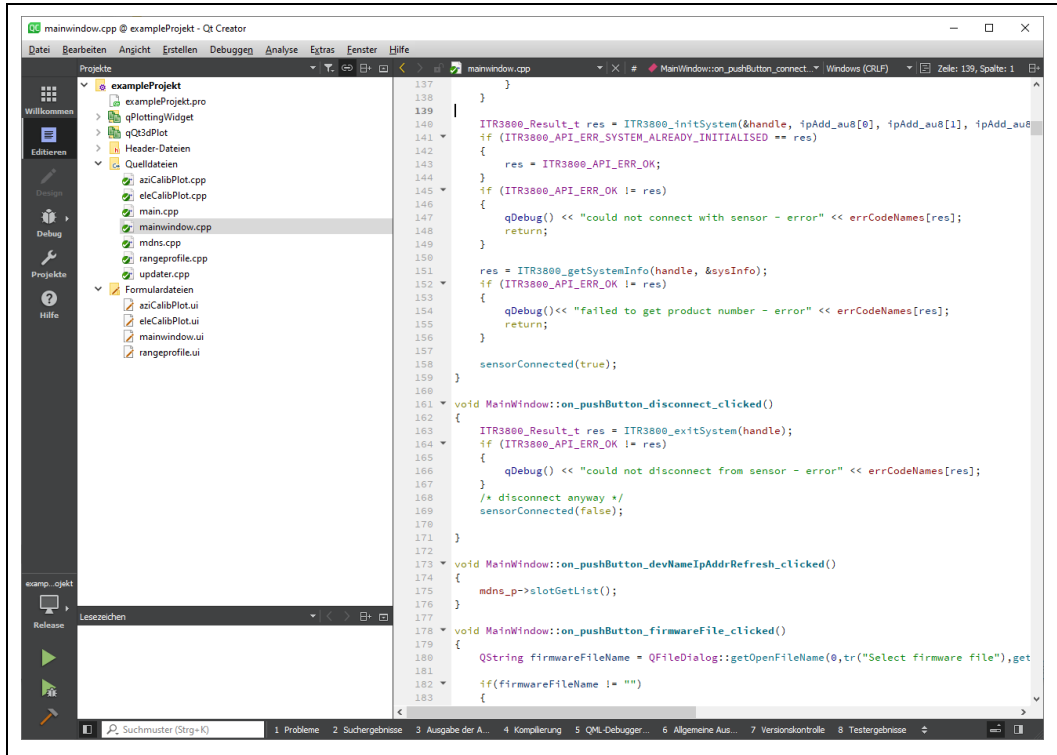 mainwindow.cpp @ exampleProjekt - Qt Creator
Datei Bearbeiten Ansicht Erstellen Debuggen Analyse Extras Fenster Hilfe
Projekte
mainwindow.cpp
# MainWindow::on_pushButton_connect... Windows (CRLF) Zeile: 139, Spalte: 1
Willkommen
Editieren
Design
Debug
Projekte
Hilfe
examp...ojekt
Release
exampleProjekt
exampleProjekt.pro
qPlottingWidget
qQt3dPlot
Header-Dateien
Quelldateien
aziCalibPlot.cpp
eleCalibPlot.cpp
main.cpp
mainwindow.cpp
mdns.cpp
rangeprofile.cpp
updater.cpp
Formulardateien
aziCalibPlot.ui
eleCalibPlot.ui
mainwindow.ui
rangeprofile.ui
Lesezeichen
137 }
138 }
139
140 ITR3800_Result_t res = ITR3800_initSystem(&handle, ipAdd_au8[0], ipAdd_au8[1], ipAdd_au8
141 if (ITR3800_API_ERR_SYSTEM_ALREADY_INITIALISED == res)
142 {
143 res = ITR3800_API_ERR_OK;
144 }
145 if (ITR3800_API_ERR_OK != res)
146 {
147 qDebug() << "could not connect with sensor - error" << errCodeNames[res];
148 return;
149 }
150
151 res = ITR3800_getSystemInfo(handle, &sysInfo);
152 if (ITR3800_API_ERR_OK != res)
153 {
154 qDebug()<< "failed to get product number - error" << errCodeNames[res];
155 return;
156 }
157
158 sensorConnected(true);
159 }
160
161 void MainWindow::on_pushButton_disconnect_clicked()
162 {
163 ITR3800_Result_t res = ITR3800_exitSystem(handle);
164 if (ITR3800_API_ERR_OK != res)
165 {
166 qDebug() << "could not disconnect from sensor - error" << errCodeNames[res];
167 }
168 /* disconnect anyway */
169 sensorConnected(false);
170
171 }
172
173 void MainWindow::on_pushButton_devNameIpAddrRefresh_clicked()
174 {
175 mdns_p->slotGetList();
176 }
177
178 void MainWindow::on_pushButton_firmwareFile_clicked()
179 {
180 QString firmwareFileName = QFileDialog::getOpenFileName(0,tr("Select firmware file"),get
181
182 if(firmwareFileName != "")
183 {
Suchmuster (Strg+K) 1 Probleme 2 Suchergebnisse 3 Ausgabe der A... 4 Kompilierung 5 QML-Debugger... 6 Allgemeine Aus... 7 Versionskontrolle 8 Testergebnisse